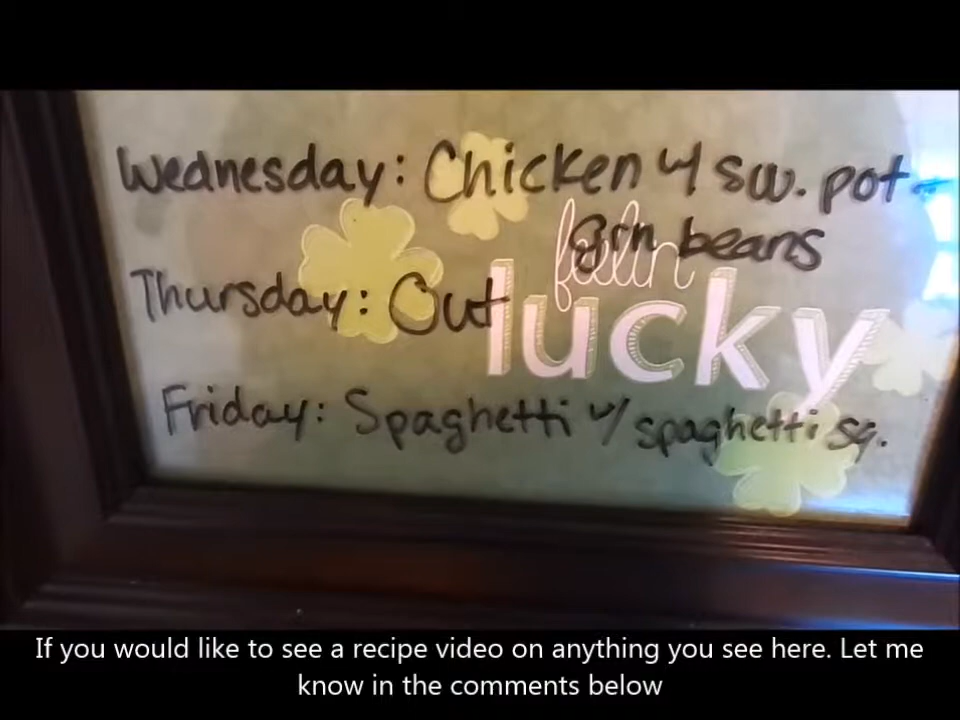 Wednesday: Chicken w/ sw. pot
grn beans
feelin'
Thursday: Out
lucky
Friday: Spaghetti w/ spaghetti sq.
If you would like to see a recipe video on anything you see here. Let me
know in the comments below